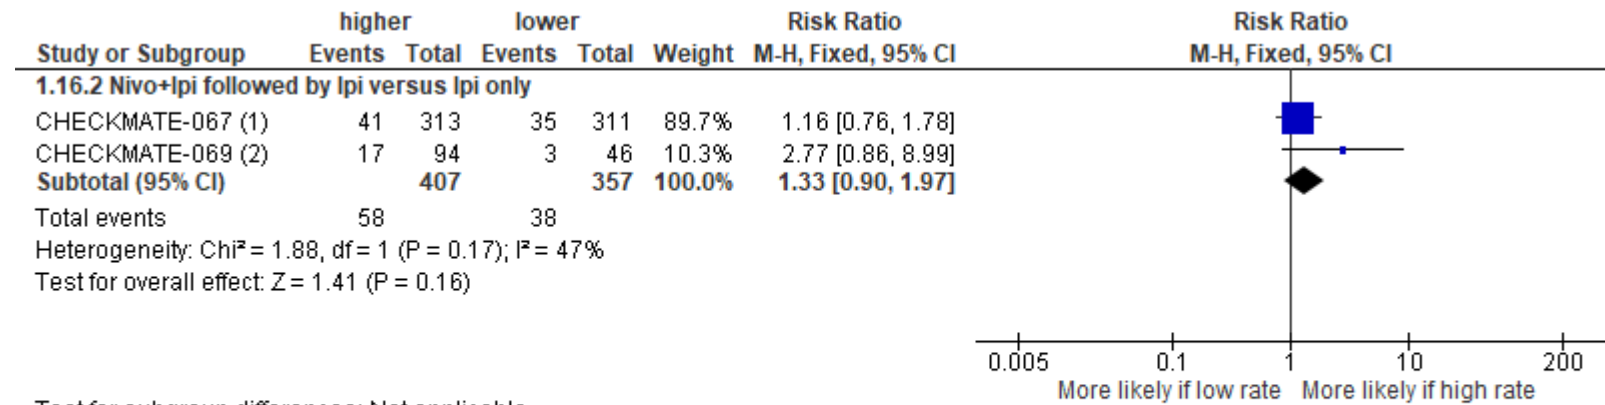 higher lower Risk Ratio Risk Ratio
Study or Subgroup Events Total Events Total Weight M-H, Fixed, 95% CI M-H, Fixed, 95% CI
1.16.2 Nivo+Ipi followed by Ipi versus Ipi only
CHECKMATE-067 (1) 41 313 35 311 89.7% 1.16 [0.76, 1.78]
CHECKMATE-069 (2) 17 94 3 46 10.3% 2.77 [0.86, 8.99]
Subtotal (95% CI) 407 357 100.0% 1.33 [0.90, 1.97]
Total events 58 38
Heterogeneity: Chi² = 1.88, df = 1 (P = 0.17); I² = 47%
Test for overall effect: Z = 1.41 (P = 0.16)
0.005 0.1 1 10 200
More likely if low rate More likely if high rate